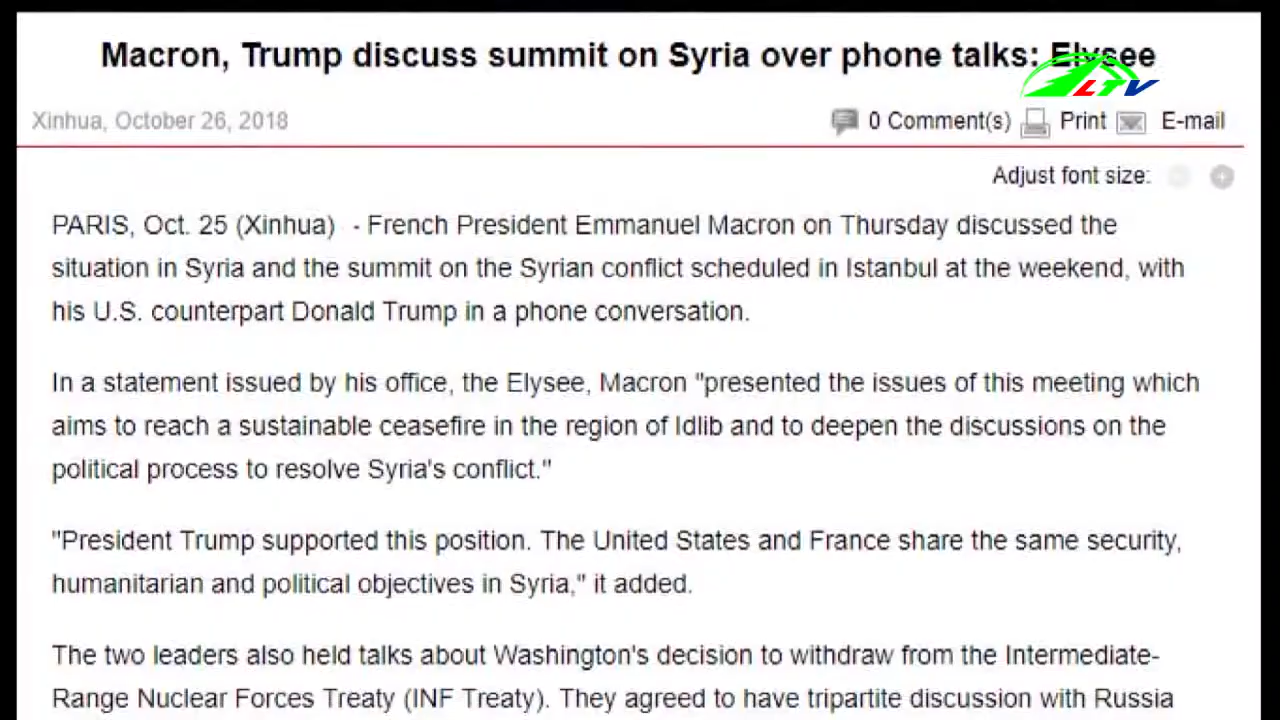 Macron, Trump discuss summit on Syria over phone talks: Elysee
LTV
Xinhua, October 26, 2018
0 Comment(s) Print E-mail
Adjust font size:
PARIS, Oct. 25 (Xinhua) - French President Emmanuel Macron on Thursday discussed the
situation in Syria and the summit on the Syrian conflict scheduled in Istanbul at the weekend, with
his U.S. counterpart Donald Trump in a phone conversation.
In a statement issued by his office, the Elysee, Macron "presented the issues of this meeting which
aims to reach a sustainable ceasefire in the region of Idlib and to deepen the discussions on the
political process to resolve Syria's conflict."
"President Trump supported this position. The United States and France share the same security,
humanitarian and political objectives in Syria," it added.
The two leaders also held talks about Washington's decision to withdraw from the Intermediate-
Range Nuclear Forces Treaty (INF Treaty). They agreed to have tripartite discussion with Russia